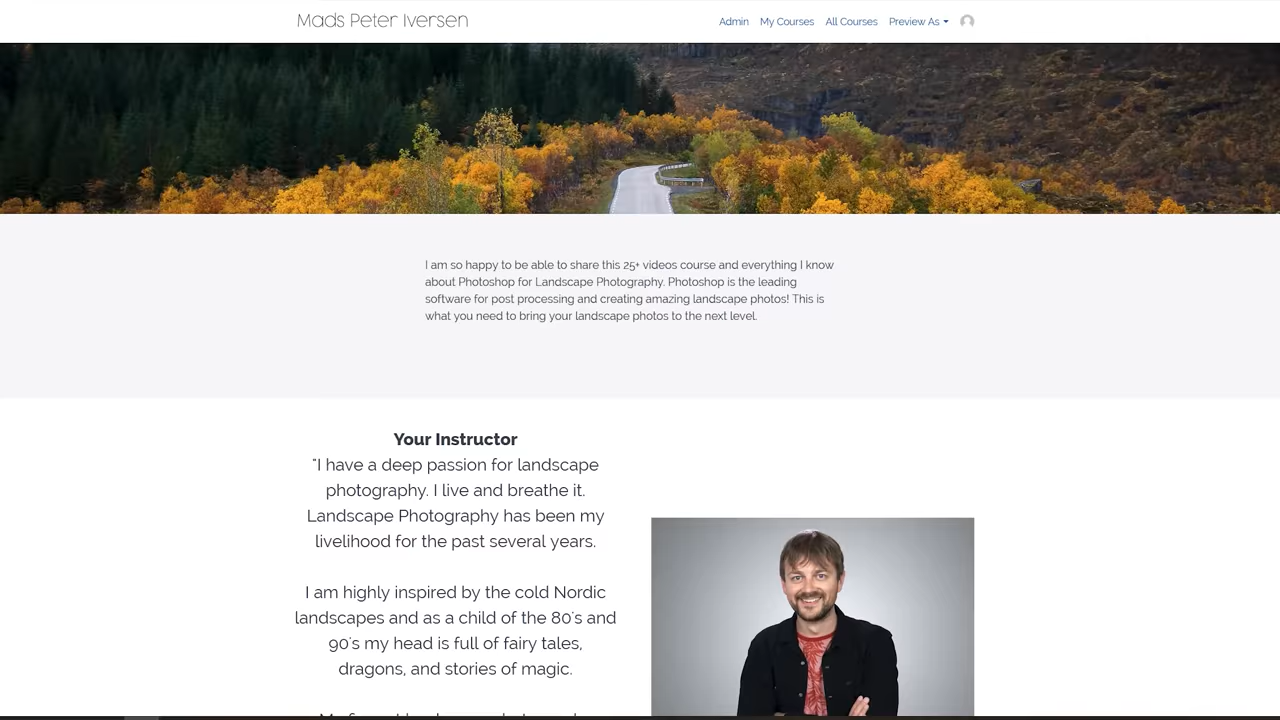 Mads Peter Iversen
Admin
My Courses
All Courses
Preview As
I am so happy to be able to share this 25+ videos course and everything I know
about Photoshop for Landscape Photography. Photoshop is the leading
software for post processing and creating amazing landscape photos! This is
what you need to bring your landscape photos to the next level.
Your Instructor
"I have a deep passion for landscape
photography. I live and breathe it.
Landscape Photography has been my
livelihood for the past several years.
I am highly inspired by the cold Nordic
landscapes and as a child of the 80's and
90's my head is full of fairy tales,
dragons, and stories of magic.